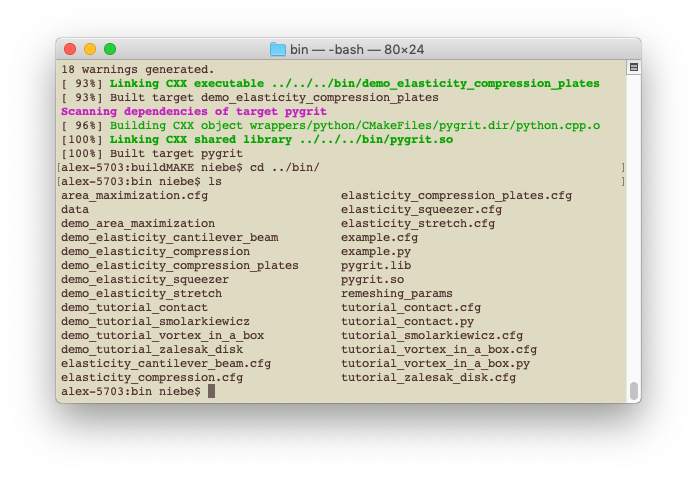 bin — -bash — 80×24
18 warnings generated.
[ 93%] Linking CXX executable ../../../bin/demo_elasticity_compression_plates
[ 93%] Built target demo_elasticity_compression_plates
Scanning dependencies of target pygrit
[ 96%] Building CXX object wrappers/python/CMakeFiles/pygrit.dir/python.cpp.o
[100%] Linking CXX shared library ../../../bin/pygrit.so
[100%] Built target pygrit
[alex-5703:buildMAKE niebe$ cd ../bin/ ]
[alex-5703:bin niebe$ ls ]
area_maximization.cfg elasticity_compression_plates.cfg
data elasticity_squeezer.cfg
demo_area_maximization elasticity_stretch.cfg
demo_elasticity_cantilever_beam example.cfg
demo_elasticity_compression example.py
demo_elasticity_compression_plates pygrit.lib
demo_elasticity_squeezer pygrit.so
demo_elasticity_stretch remeshing_params
demo_tutorial_contact tutorial_contact.cfg
demo_tutorial_smolarkiewicz tutorial_contact.py
demo_tutorial_vortex_in_a_box tutorial_smolarkiewicz.cfg
demo_tutorial_zalesak_disk tutorial_vortex_in_a_box.cfg
elasticity_cantilever_beam.cfg tutorial_vortex_in_a_box.py
elasticity_compression.cfg tutorial_zalesak_disk.cfg
alex-5703:bin niebe$